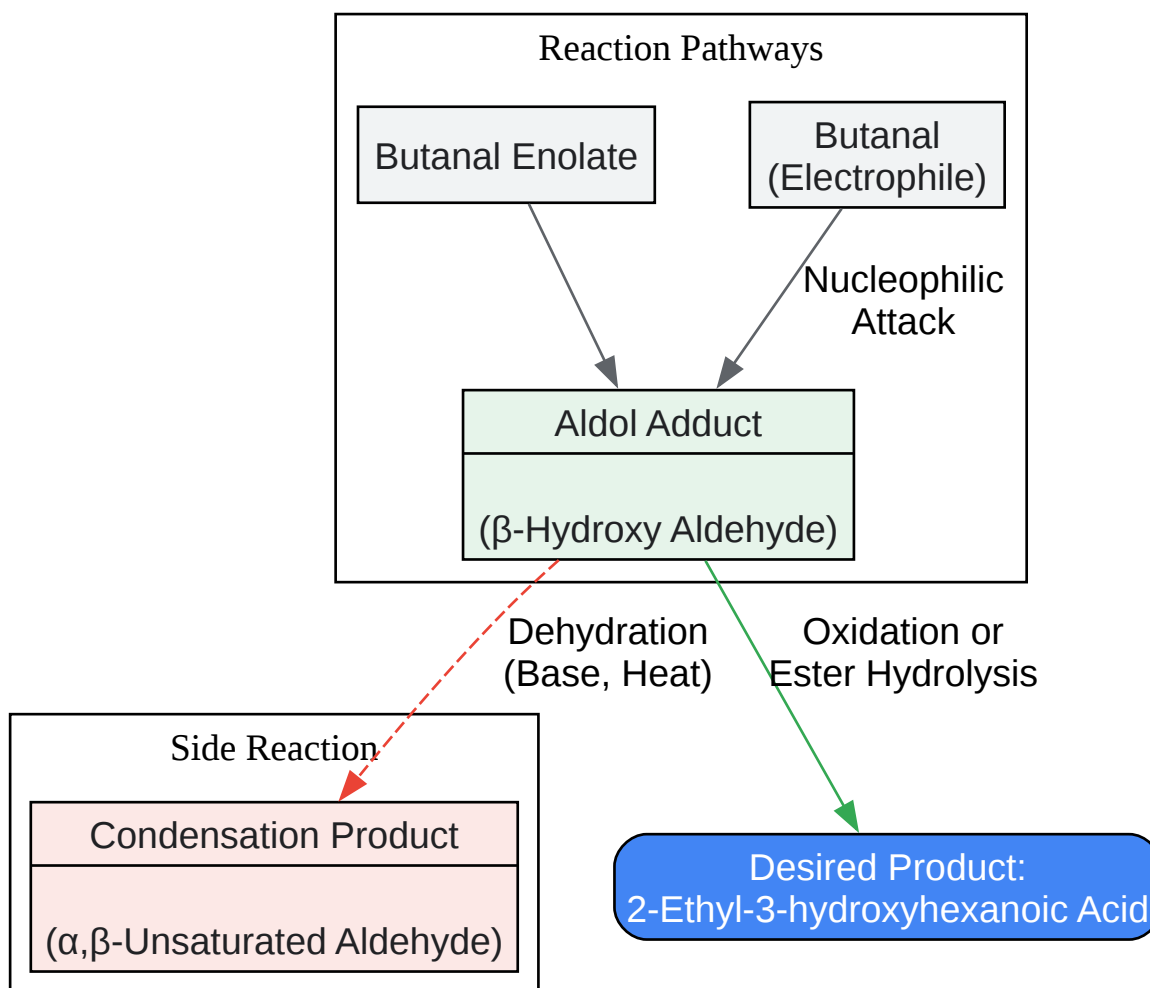 Reaction Pathways
Butanal Enolate
Butanal
(Electrophile)
Nucleophilic
Attack
Aldol Adduct
(β-Hydroxy Aldehyde)
Dehydration
(Base, Heat)
Oxidation or
Ester Hydrolysis
Side Reaction
Condensation Product
(α,β-Unsaturated Aldehyde)
Desired Product:
2-Ethyl-3-hydroxyhexanoic Acid